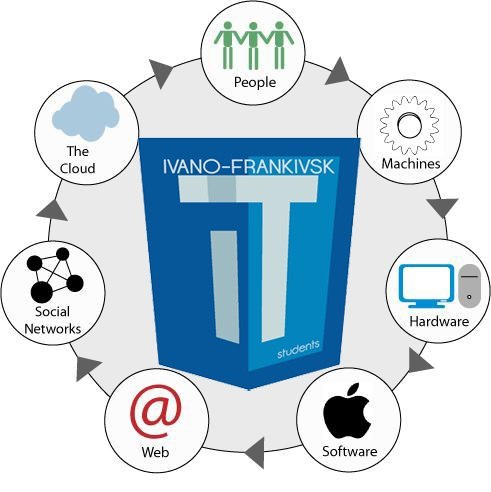 People
Machines
Hardware
Software
@
Web
Social
Networks
The
Cloud
IVANO-FRANKIVSK
iT
students